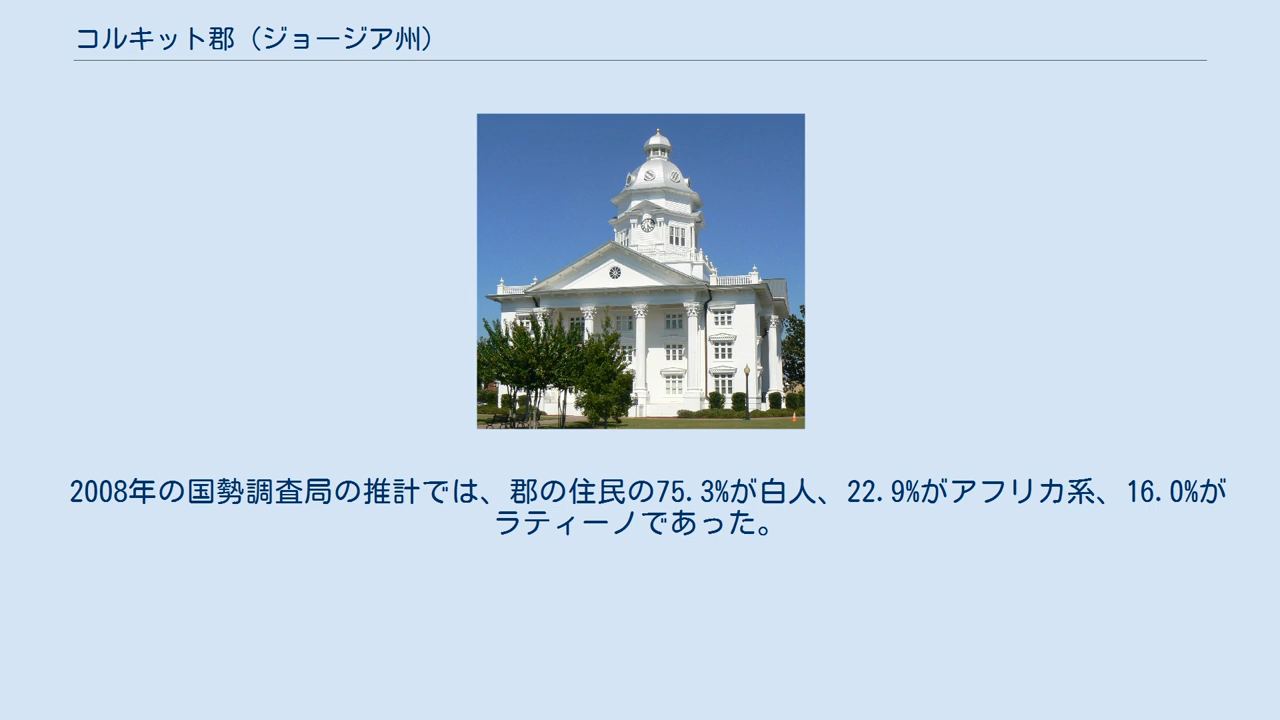 コルキット郡（ジョージア州）
2008年の国勢調査局の推計では、郡の住民の75.3%が白人、22.9%がアフリカ系、16.0%が
ラティーノであった。